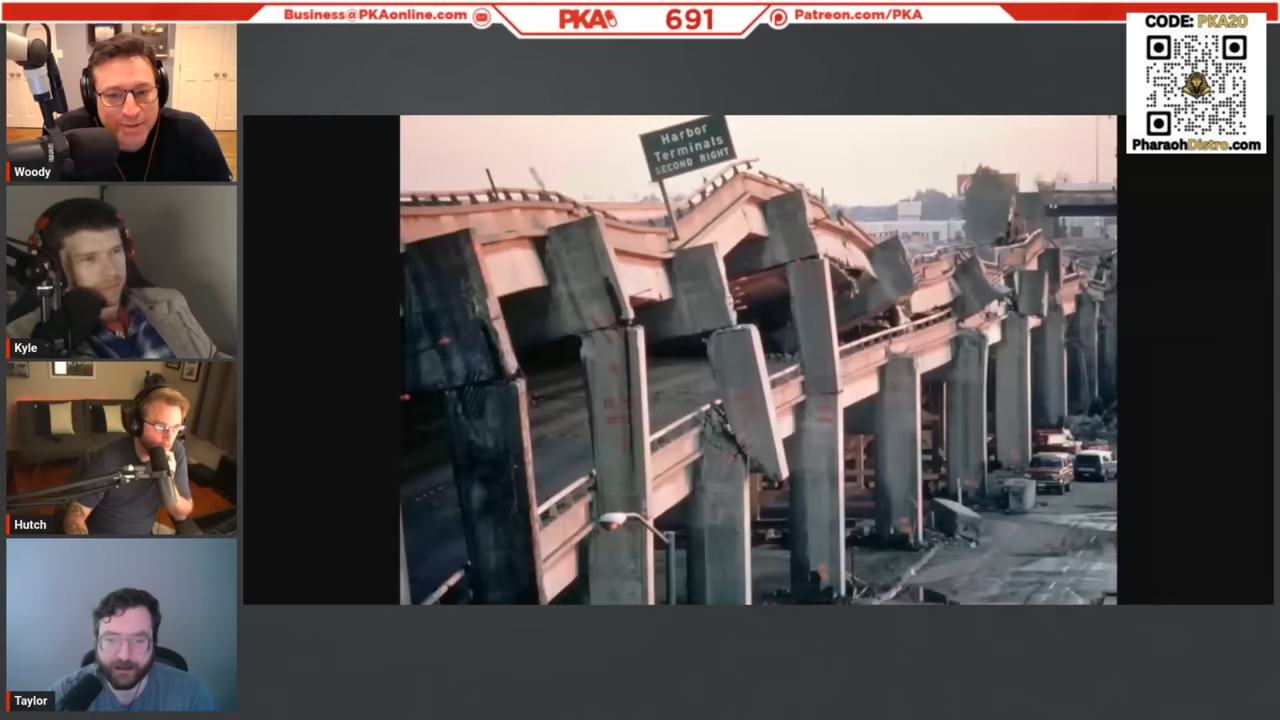 Business@PKAonline.com
PKA
691
Patreon.com/PKA
CODE: PKA20
PharaohDistro.com
Woody
Kyle
Hutch
Taylor
Harbor
Terminals
SECOND RIGHT